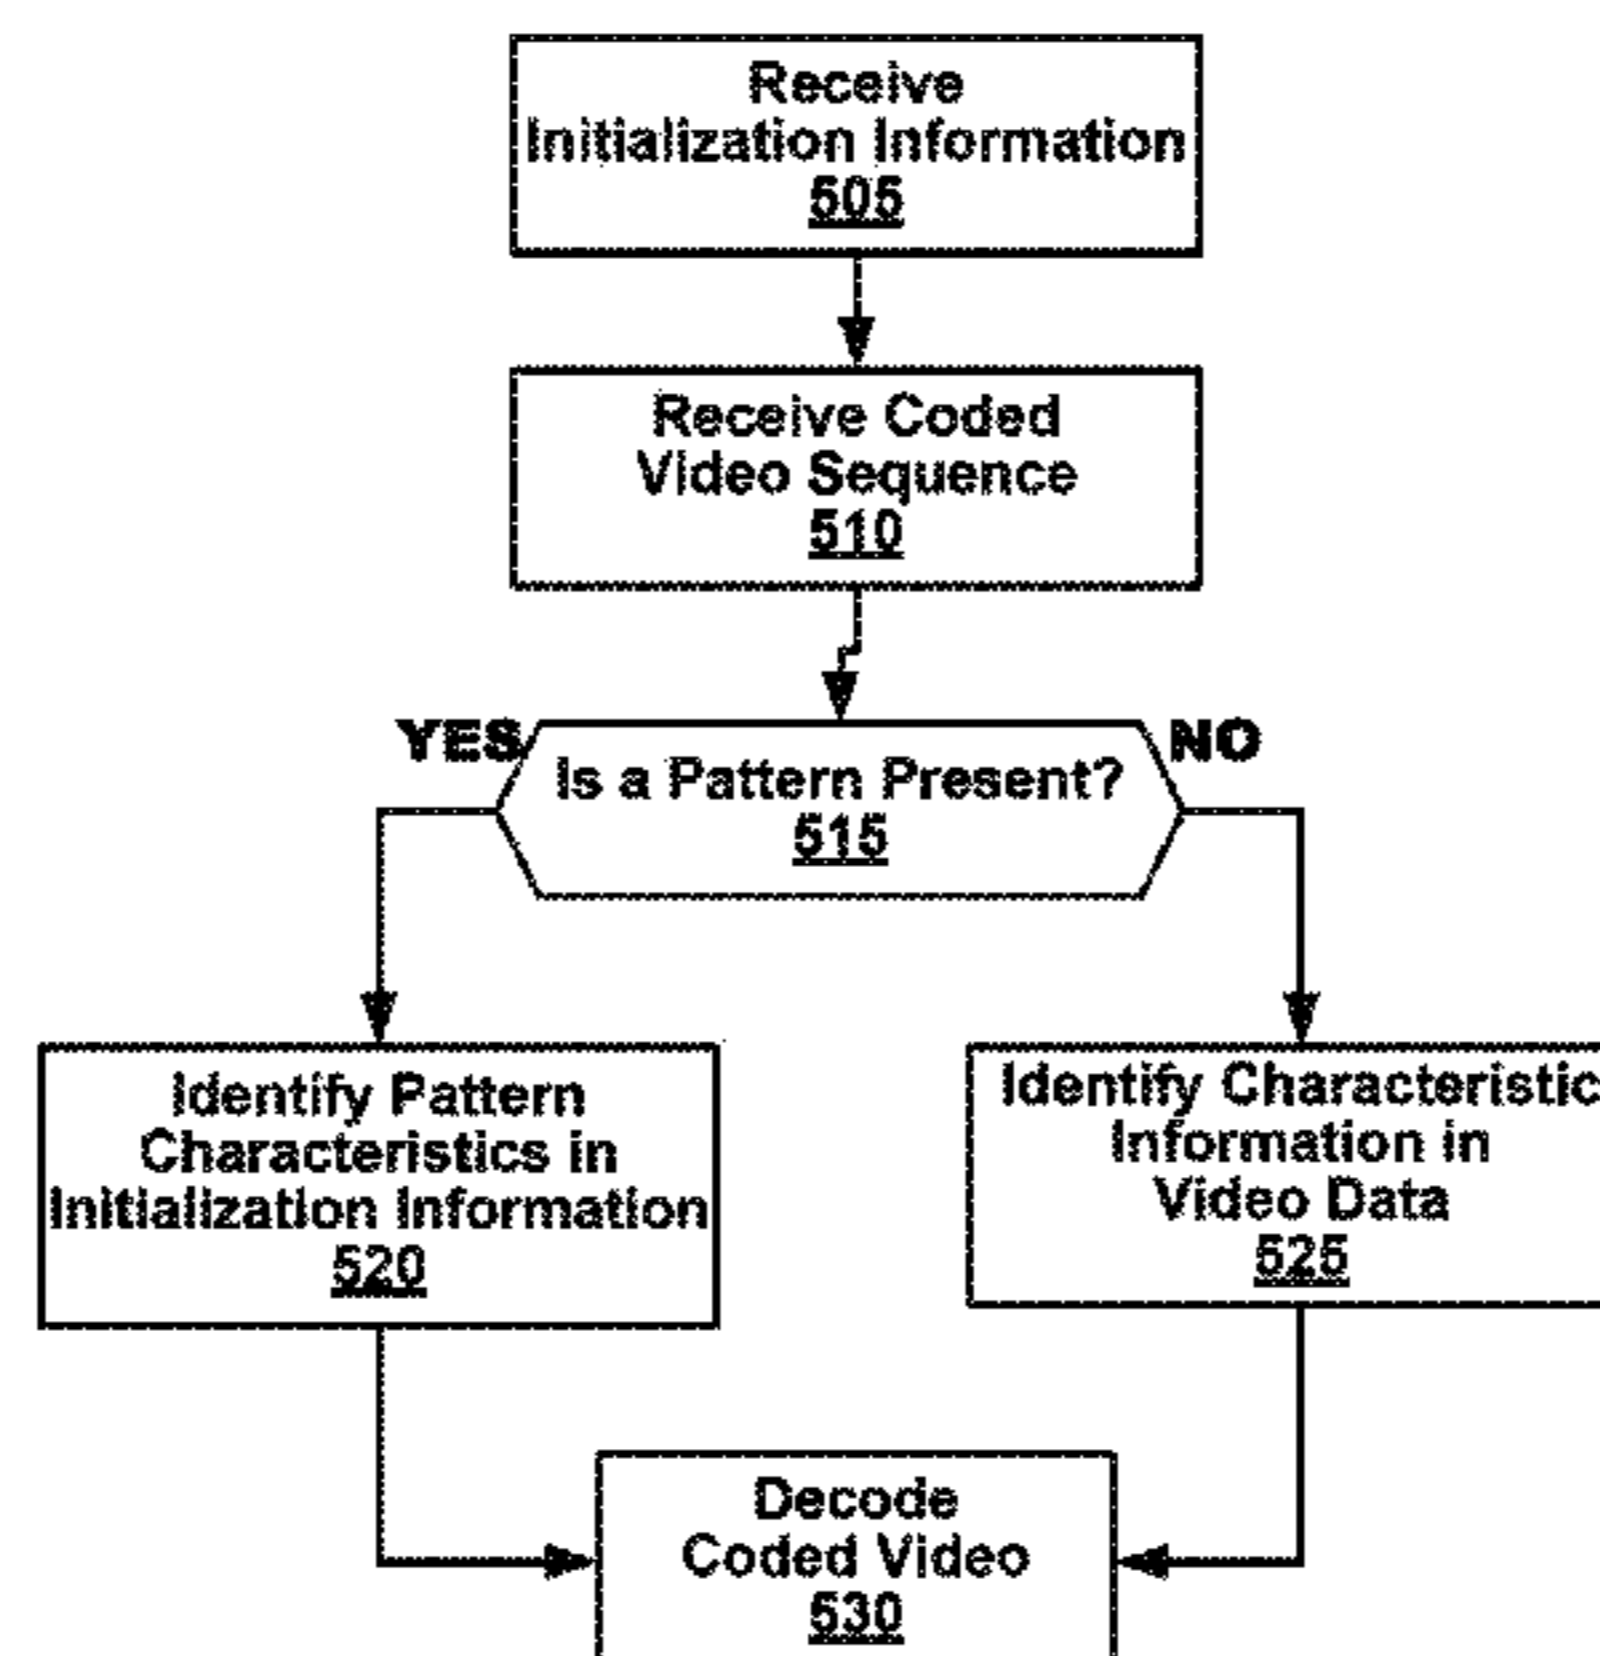 Receive
Initialization Information
505
Receive Coded
Video Sequence
510
YES
NO
Is a Pattern Present?
515
Identify Pattern
Characteristics in
Initialization Information
520
Identify Characteristic
Information in
Video Data
525
Decode
Coded Video
530